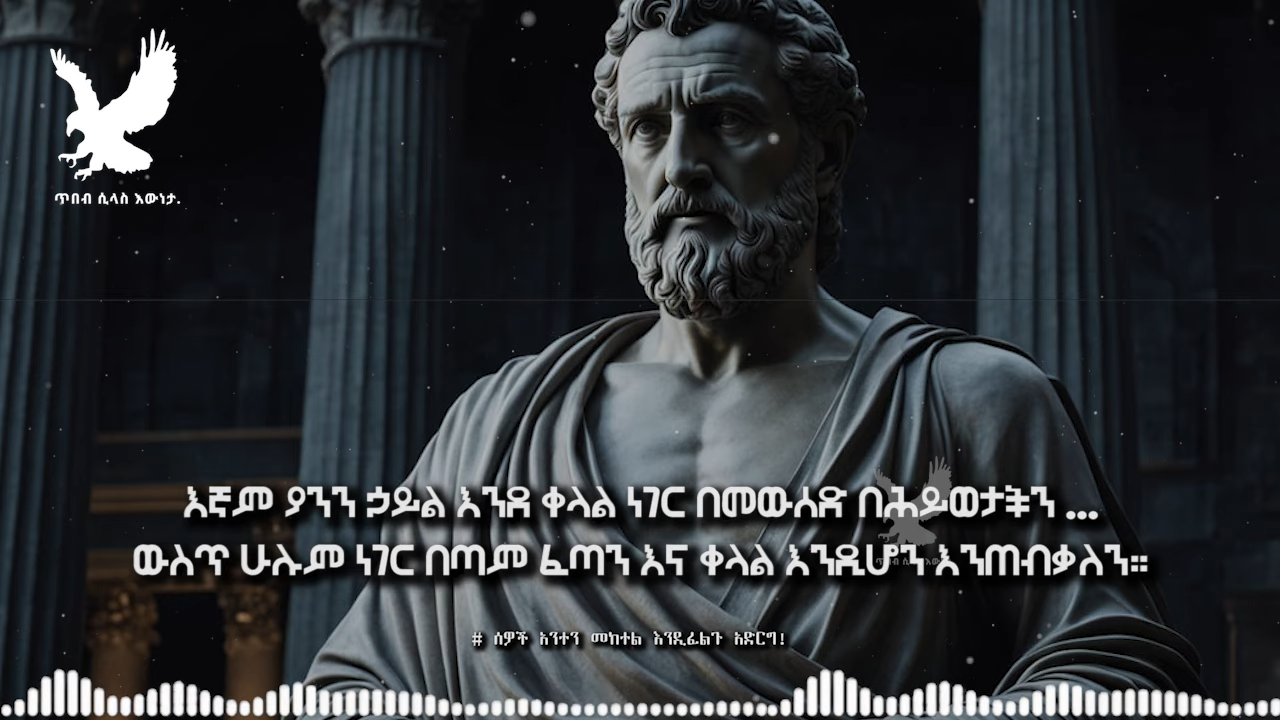 ጥበብ ሲላስ እውነታ.
እኛም ያንን ኃይል እንደ ቀላል ነገር በመውሰድ በሕይወታችን ...
ውስጥ ሁሉም ነገር በጣም ፈጣን እና ቀላል እንዲሆን እንጠብቃለን።
# ሰዎች አንተን መከተል እንዲፈልጉ አድርግ!